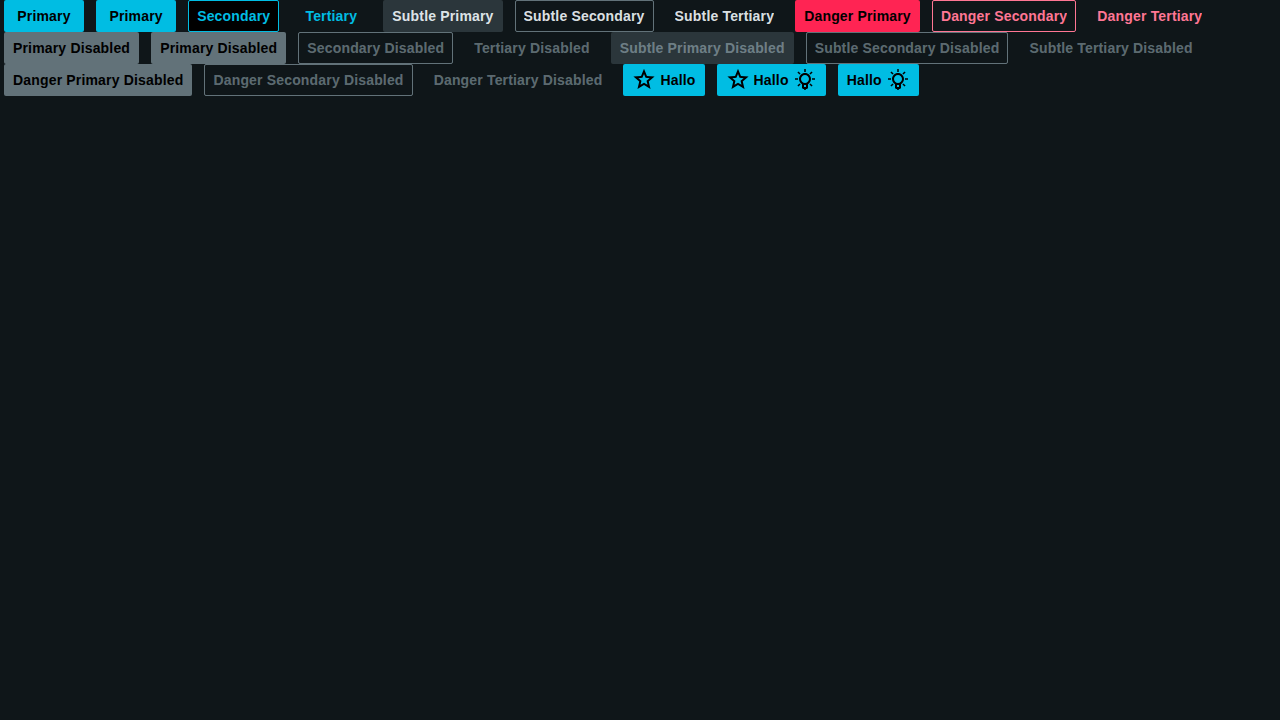 Primary Primary Secondary Tertiary Subtle Primary Subtle Secondary Subtle Tertiary Danger Primary Danger Secondary Danger Tertiary
Primary Disabled Primary Disabled Secondary Disabled Tertiary Disabled Subtle Primary Disabled Subtle Secondary Disabled Subtle Tertiary Disabled
Danger Primary Disabled Danger Secondary Disabled Danger Tertiary Disabled Hallo Hallo Hallo